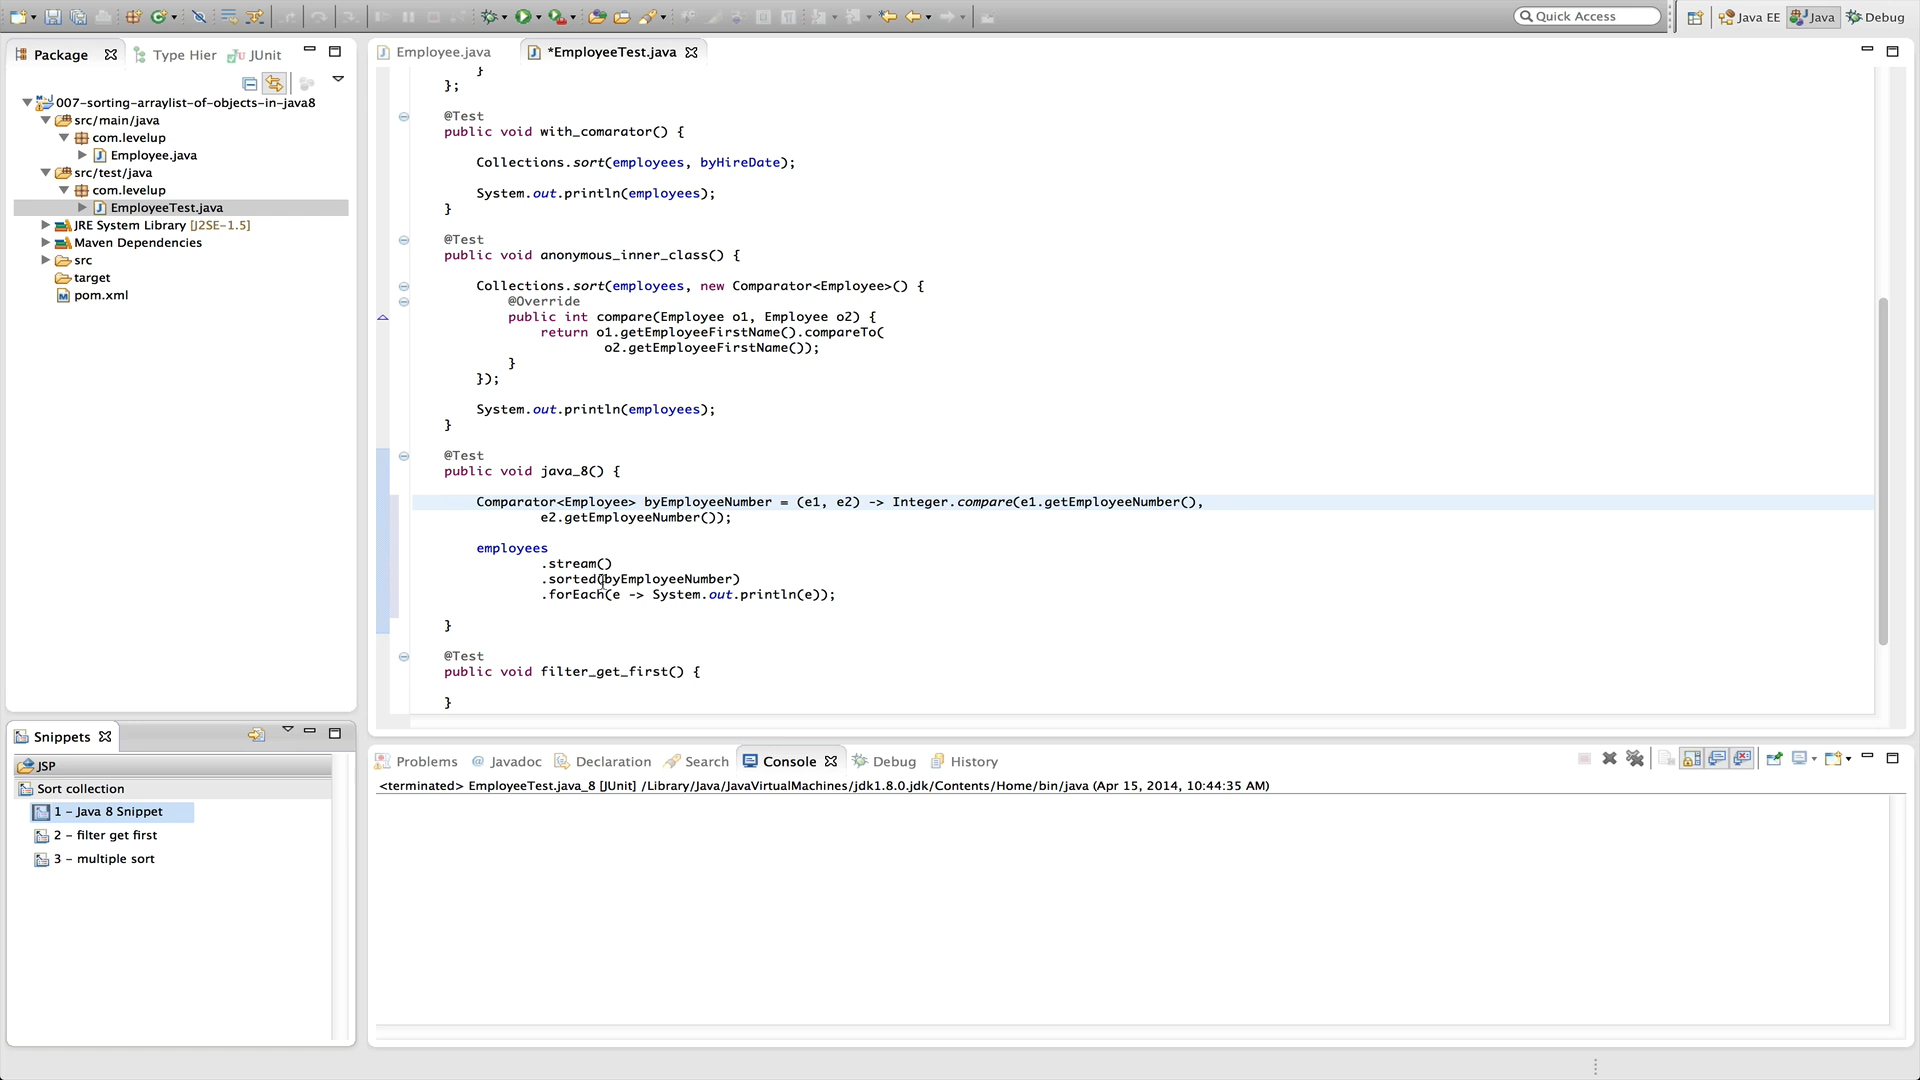 Quick Access
Java EE
Java
Debug
Package
Type Hier
JUnit
007-sorting-arraylist-of-objects-in-java8
src/main/java
com.levelup
Employee.java
src/test/java
com.levelup
EmployeeTest.java
JRE System Library [J2SE-1.5]
Maven Dependencies
src
target
pom.xml
Employee.java
*EmployeeTest.java
}
};
@Test
public void with_comarator() {
Collections.sort(employees, byHireDate);
System.out.println(employees);
}
@Test
public void anonymous_inner_class() {
Collections.sort(employees, new Comparator<Employee>() {
@Override
public int compare(Employee o1, Employee o2) {
return o1.getEmployeeFirstName().compareTo(
o2.getEmployeeFirstName());
}
});
System.out.println(employees);
}
@Test
public void java_8() {
Comparator<Employee> byEmployeeNumber = (e1, e2) -> Integer.compare(e1.getEmployeeNumber(),
e2.getEmployeeNumber());
employees
.stream()
.sorted(byEmployeeNumber)
.forEach(e -> System.out.println(e));
}
@Test
public void filter_get_first() {
}
Snippets
JSP
Sort collection
1 - Java 8 Snippet
2 - filter get first
3 - multiple sort
Problems
@ Javadoc
Declaration
Search
Console
Debug
History
<terminated> EmployeeTest.java_8 [JUnit] /Library/Java/JavaVirtualMachines/jdk1.8.0.jdk/Contents/Home/bin/java (Apr 15, 2014, 10:44:35 AM)